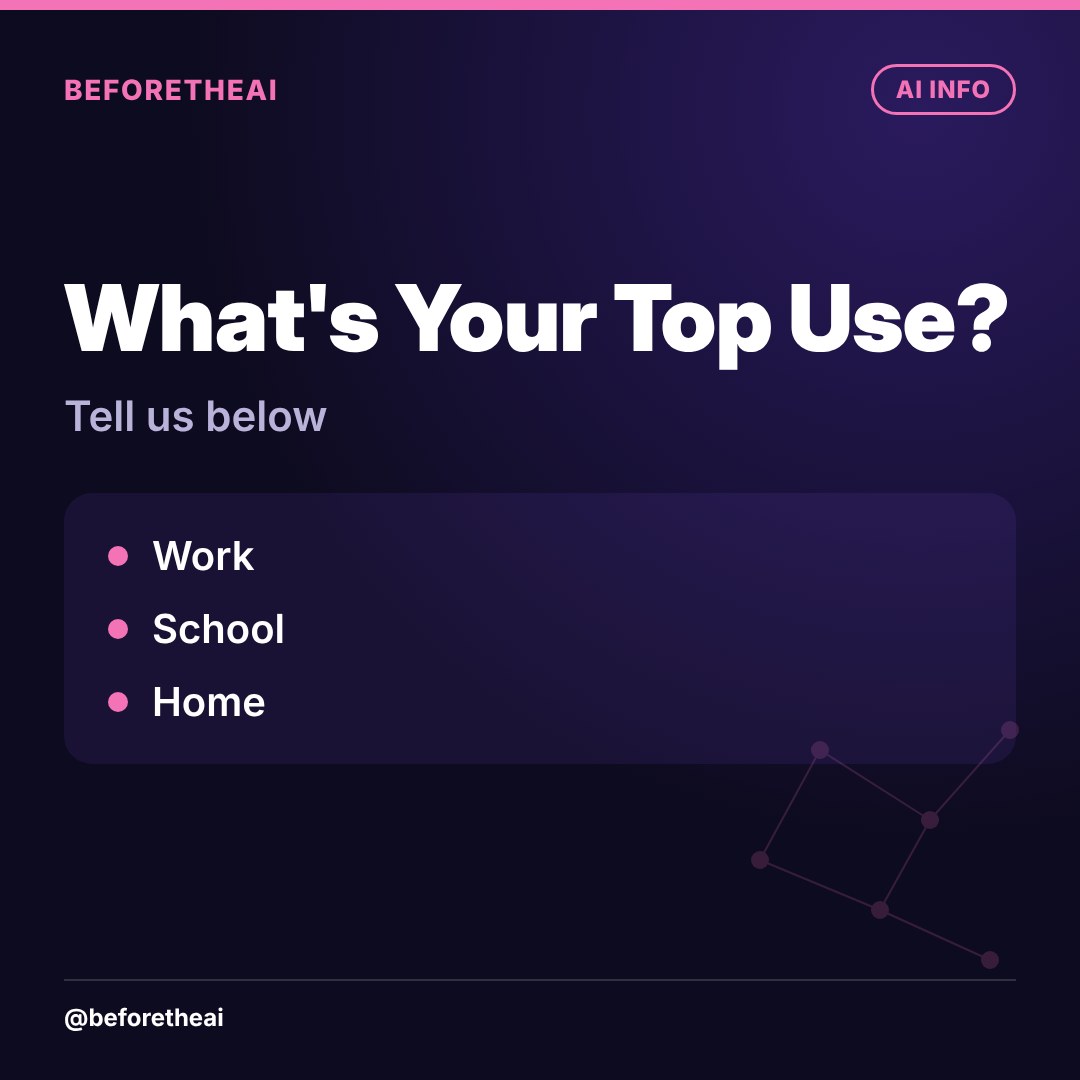 BEFORETHEAI
AI INFO
What's Your Top Use?
Tell us below
Work
School
Home
@beforetheai